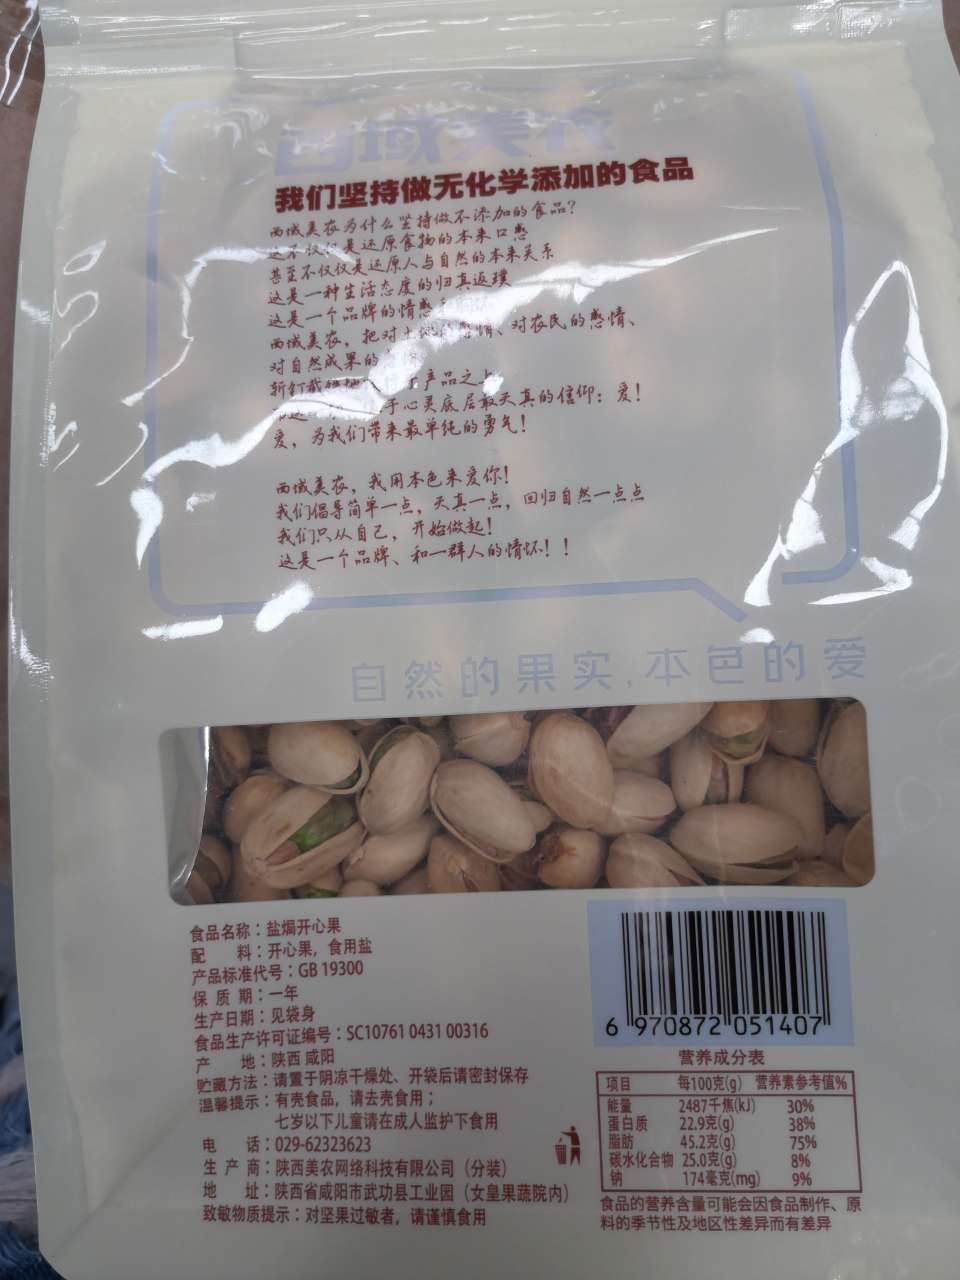 西域美农
我们坚持做无化学添加的食品
西域美农为什么坚持做不添加的食品?
这不仅仅是还原食物的本来口感
甚至不仅仅是还原人与自然的本来关系
这是一种生活态度的归真返璞
这是一个品牌的情感
西域美农,把对土地的感情、对农民的感情、
对自然成果的
斩钉截 产品之上
于心灵底层最天真的信仰:爱!
爱,为我们带来最单纯的勇气!
西域美农,我用本色来爱你!
我们倡导简单一点,天真一点,回归自然一点点
我们只从自己,开始做起!
这是一个品牌、和一群人的情怀!!
自然的果实,本色的爱
食品名称:盐焗开心果
配 料:开心果,食用盐
产品标准代号:GB 19300
保 质 期:一年
生产日期:见袋身
食品生产许可证编号:SC10761 0431 00316
产 地:陕西 咸阳
贮藏方法:请置于阴凉干燥处、开袋后请密封保存
温馨提示:有壳食品,请去壳食用;
七岁以下儿童请在成人监护下食用
电 话:029-62323623
生 产 商:陕西美农网络科技有限公司(分装)
地 址:陕西省咸阳市武功县工业园(女皇果蔬院内)
致敏物质提示:对坚果过敏者,请谨慎食用
6 970872 051407
营养成分表
项目 每100克(g) 营养素参考值%
能量 2487千焦(kJ) 30%
蛋白质 22.9克(g) 38%
脂肪 45.2克(g) 75%
碳水化合物 25.0克(g) 8%
钠 174毫克(mg) 9%
食品的营养含量可能会因食品制作、原
料的季节性及地区性差异而有差异